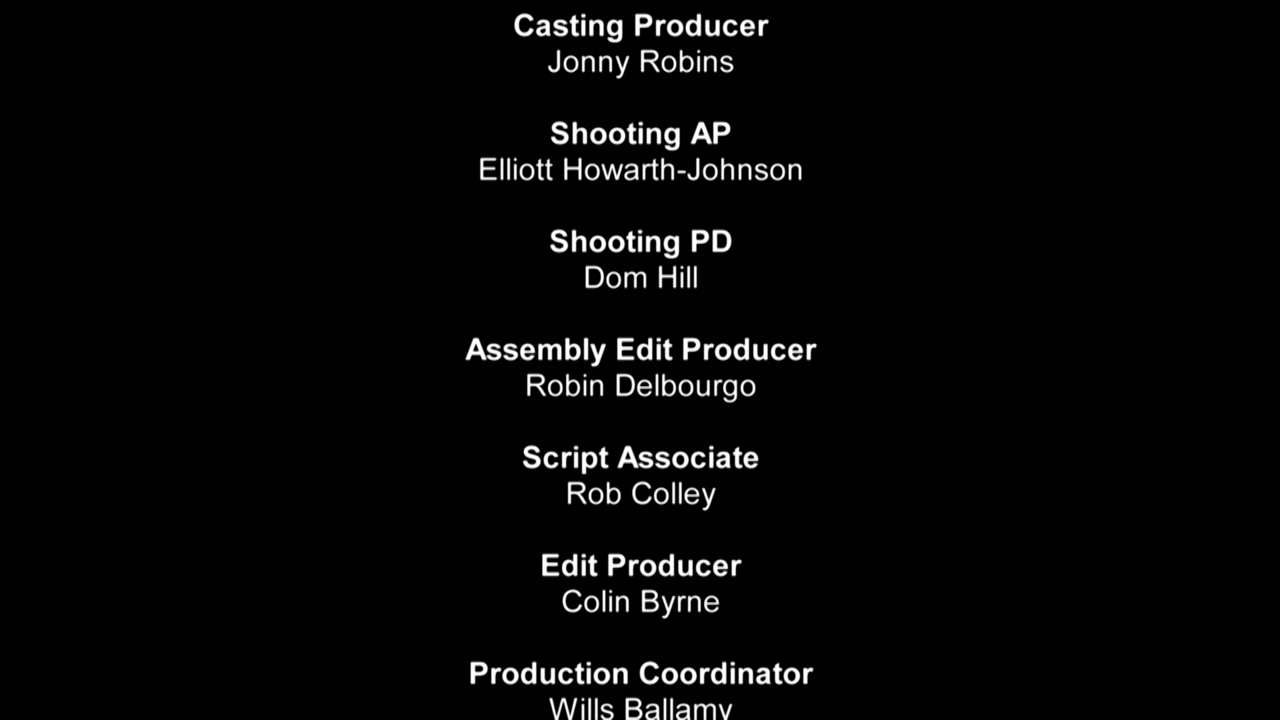 Casting Producer
Jonny Robins
Shooting AP
Elliott Howarth-Johnson
Shooting PD
Dom Hill
Assembly Edit Producer
Robin Delbourgo
Script Associate
Rob Colley
Edit Producer
Colin Byrne
Production Coordinator
Wills Ballamy